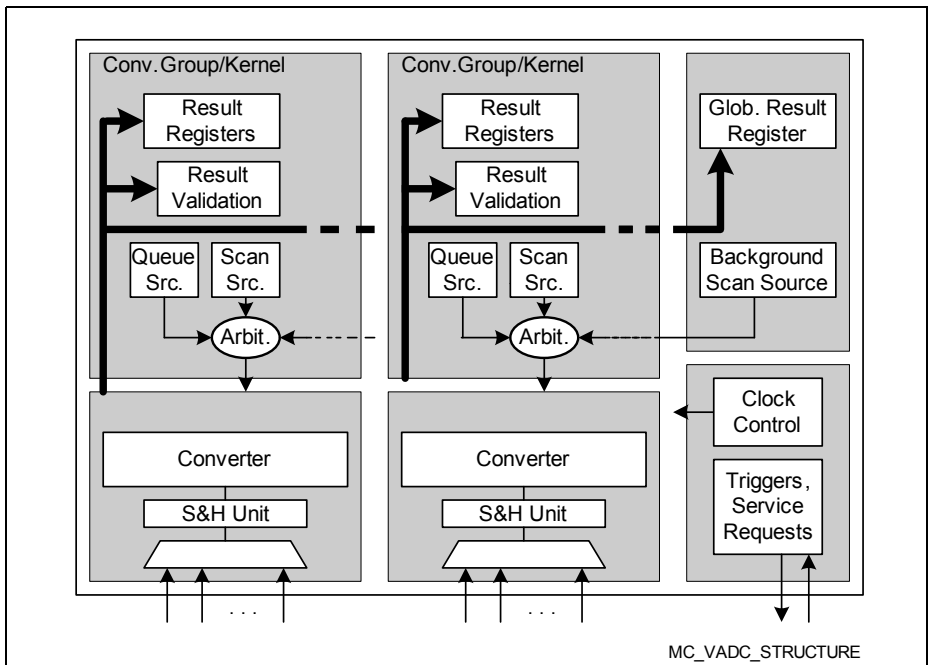 Conv.Group/Kernel
Result
Registers
Result
Validation
Queue
Src.
Scan
Src.
Arbit.
Converter
S&H Unit
. . .
Conv.Group/Kernel
Result
Registers
Result
Validation
Queue
Src.
Scan
Src.
Arbit.
Converter
S&H Unit
. . .
Glob. Result
Register
Background
Scan Source
Clock
Control
Triggers,
Service
Requests
MC_VADC_STRUCTURE